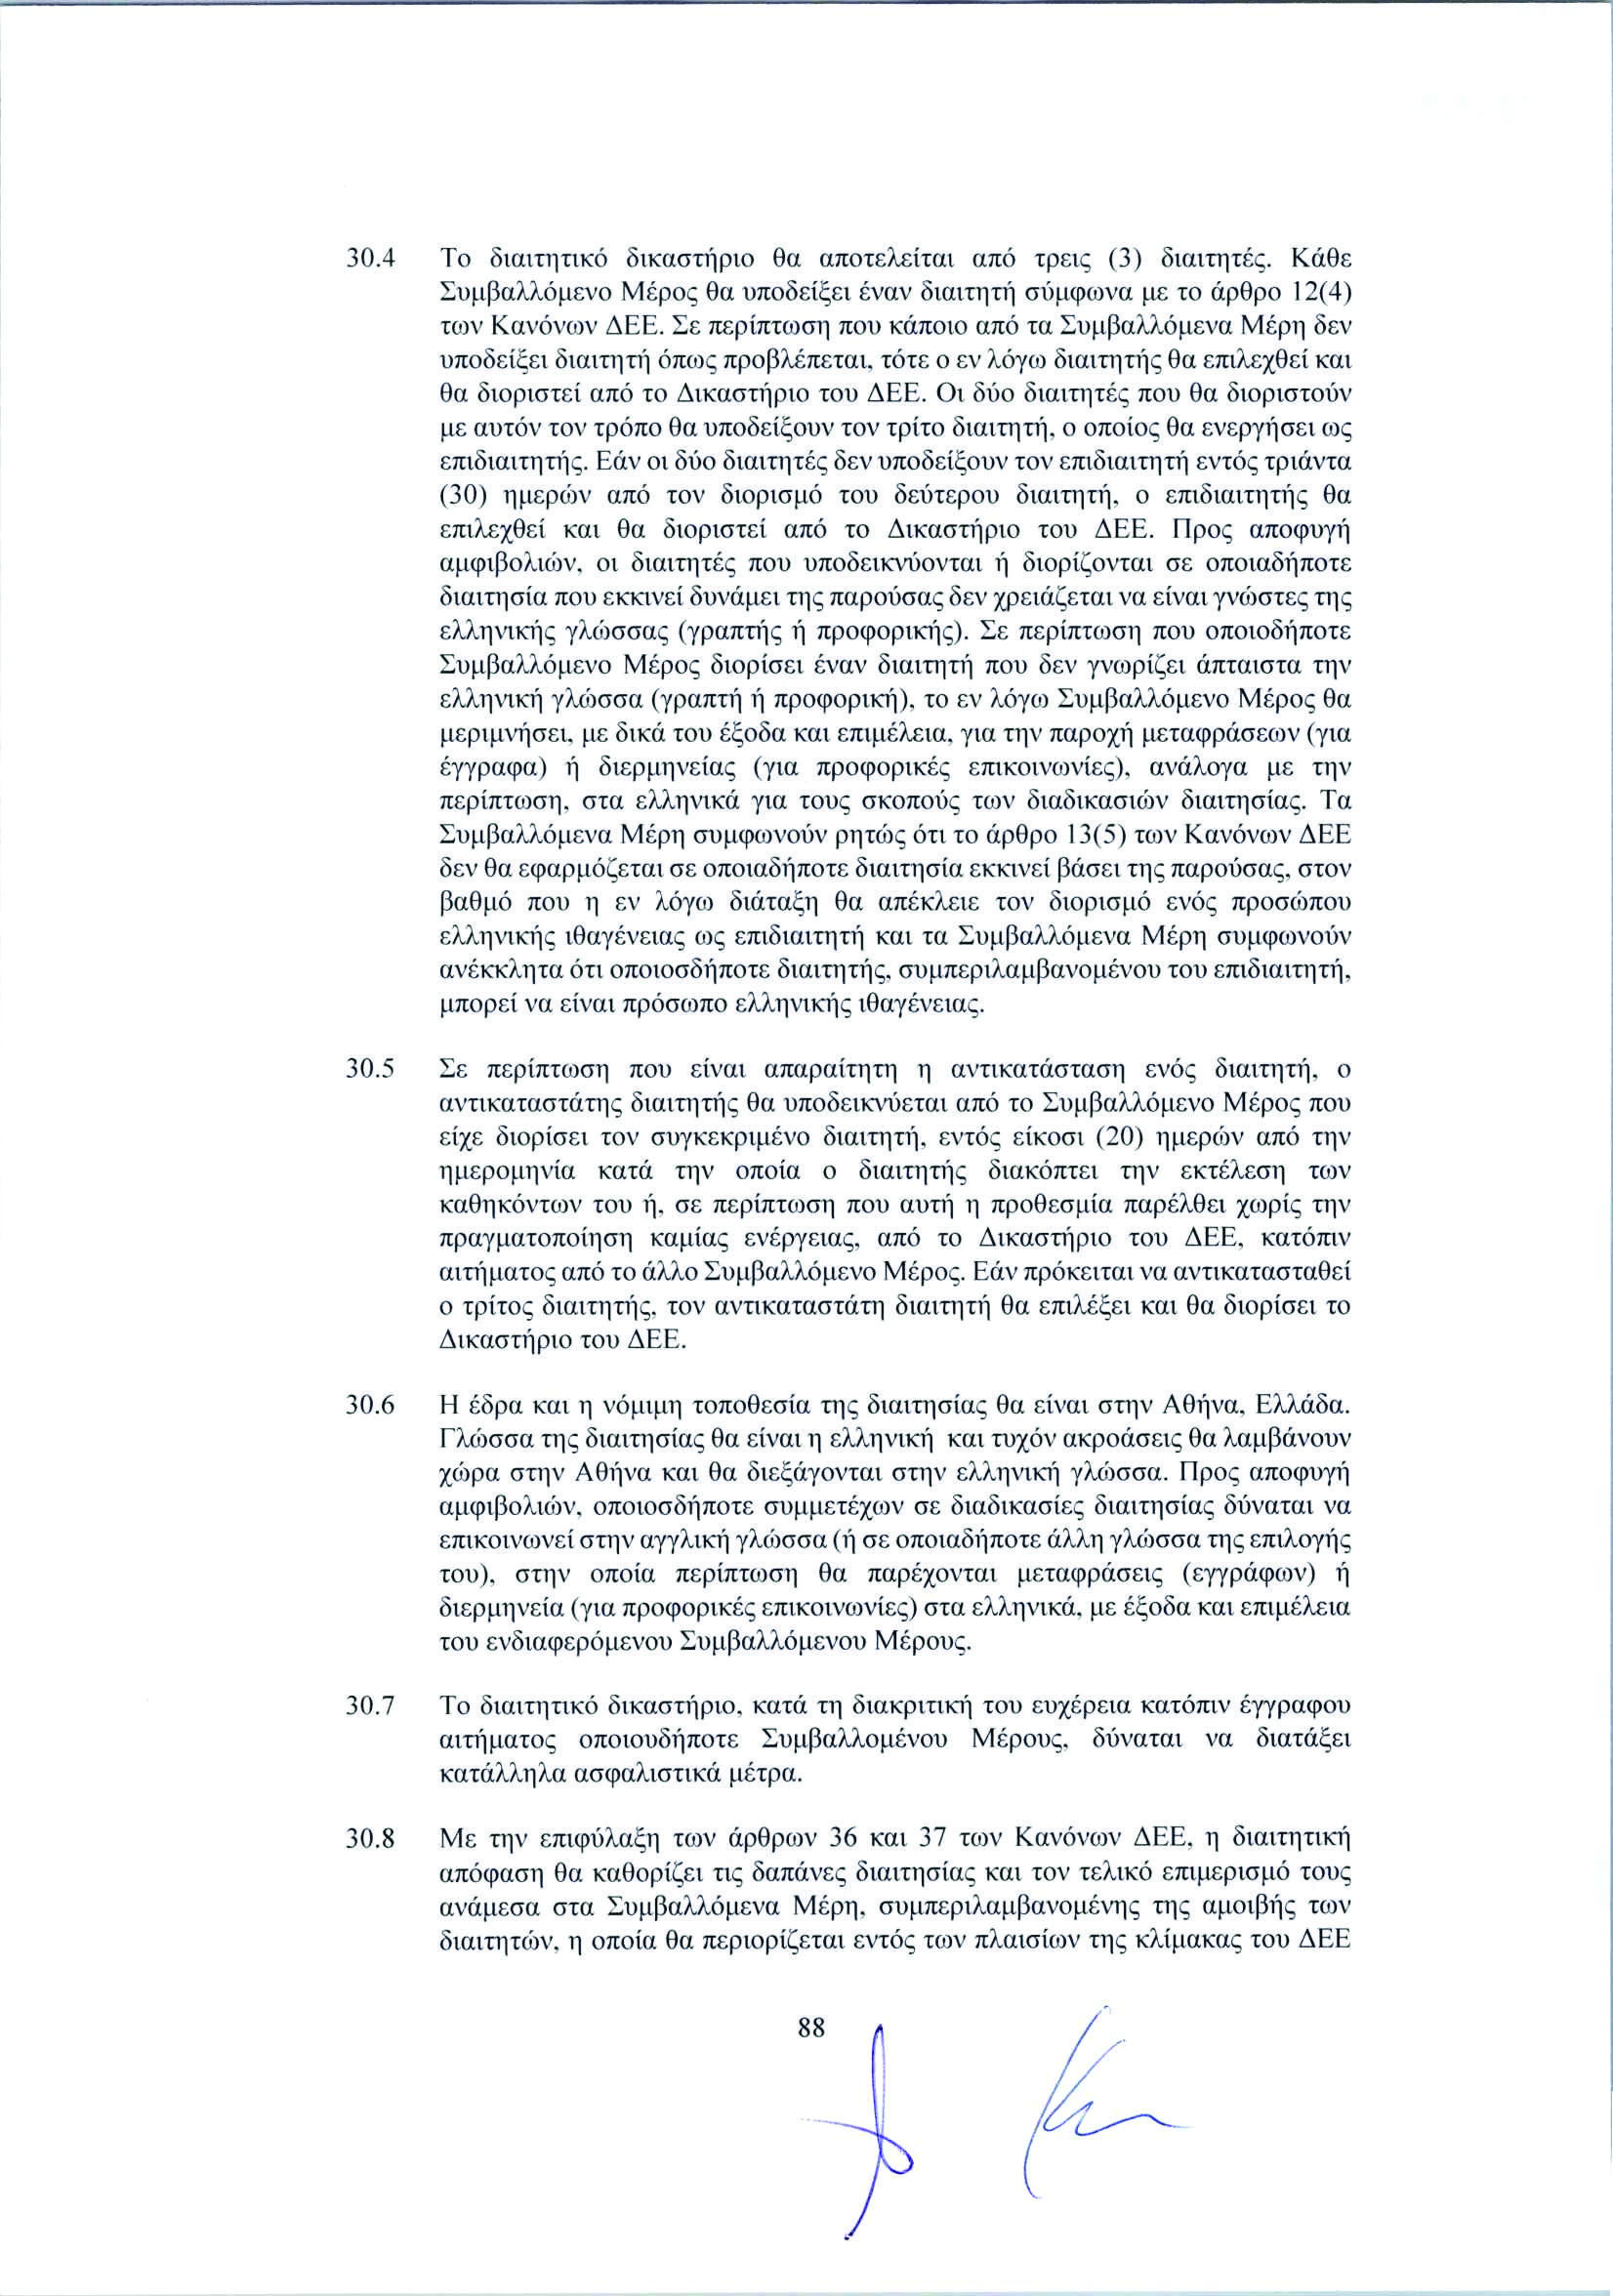 30.4 Το διαιτητικό δικαστήριο θα αποτελείται από τρεις (3) διαιτητές. Κάθε
Συμβαλλόμενο Μέρος θα υποδείξει έναν διαιτητή σύμφωνα με το άρθρο 12(4)
των Κανόνων ΔΕΕ. Σε περίπτωση που κάποιο από τα Συμβαλλόμενα Μέρη δεν
υποδείξει διαιτητή όπως προβλέπεται, τότε ο εν λόγω διαιτητής θα επιλεχθεί και
θα διοριστεί από το Δικαστήριο του ΔΕΕ. Οι δύο διαιτητές που θα διοριστούν
με αυτόν τον τρόπο θα υποδείξουν τον τρίτο διαιτητή, ο οποίος θα ενεργήσει ως
επιδιαιτητής. Εάν οι δύο διαιτητές δεν υποδείξουν τον επιδιαιτητή εντός τριάντα
(30) ημερών από τον διορισμό του δεύτερου διαιτητή, ο επιδιαιτητής θα
επιλεχθεί και θα διοριστεί από το Δικαστήριο του ΔΕΕ. Προς αποφυγή
αμφιβολιών, οι διαιτητές που υποδεικνύονται ή διορίζονται σε οποιαδήποτε
διαιτησία που εκκινεί δυνάμει της παρούσας δεν χρειάζεται να είναι γνώστες της
ελληνικής γλώσσας (γραπτής ή προφορικής). Σε περίπτωση που οποιοδήποτε
Συμβαλλόμενο Μέρος διορίσει έναν διαιτητή που δεν γνωρίζει άπταιστα την
ελληνική γλώσσα (γραπτή ή προφορική), το εν λόγω Συμβαλλόμενο Μέρος θα
μεριμνήσει, με δικά του έξοδα και επιμέλεια, για την παροχή μεταφράσεων (για
έγγραφα) ή διερμηνείας (για προφορικές επικοινωνίες), ανάλογα με την
περίπτωση, στα ελληνικά για τους σκοπούς των διαδικασιών διαιτησίας. Τα
Συμβαλλόμενα Μέρη συμφωνούν ρητώς ότι το άρθρο 13(5) των Κανόνων ΔΕΕ
δεν θα εφαρμόζεται σε οποιαδήποτε διαιτησία εκκινεί βάσει της παρούσας, στον
βαθμό που η εν λόγω διάταξη θα απέκλειε τον διορισμό ενός προσώπου
ελληνικής ιθαγένειας ως επιδιαιτητή και τα Συμβαλλόμενα Μέρη συμφωνούν
ανέκκλητα ότι οποιοσδήποτε διαιτητής, συμπεριλαμβανομένου του επιδιαιτητή,
μπορεί να είναι πρόσωπο ελληνικής ιθαγένειας.
30.5 Σε περίπτωση που είναι απαραίτητη η αντικατάσταση ενός διαιτητή, ο
αντικαταστάτης διαιτητής θα υποδεικνύεται από το Συμβαλλόμενο Μέρος που
είχε διορίσει τον συγκεκριμένο διαιτητή, εντός είκοσι (20) ημερών από την
ημερομηνία κατά την οποία ο διαιτητής διακόπτει την εκτέλεση των
καθηκόντων του ή, σε περίπτωση που αυτή η προθεσμία παρέλθει χωρίς την
πραγματοποίηση καμίας ενέργειας, από το Δικαστήριο του ΔΕΕ, κατόπιν
αιτήματος από το άλλο Συμβαλλόμενο Μέρος. Εάν πρόκειται να αντικατασταθεί
ο τρίτος διαιτητής, τον αντικαταστάτη διαιτητή θα επιλέξει και θα διορίσει το
Δικαστήριο του ΔΕΕ.
30.6 Η έδρα και η νόμιμη τοποθεσία της διαιτησίας θα είναι στην Αθήνα, Ελλάδα.
Γλώσσα της διαιτησίας θα είναι η ελληνική και τυχόν ακροάσεις θα λαμβάνουν
χώρα στην Αθήνα και θα διεξάγονται στην ελληνική γλώσσα. Προς αποφυγή
αμφιβολιών, οποιοσδήποτε συμμετέχων σε διαδικασίες διαιτησίας δύναται να
επικοινωνεί στην αγγλική γλώσσα (ή σε οποιαδήποτε άλλη γλώσσα της επιλογής
του), στην οποία περίπτωση θα παρέχονται μεταφράσεις (εγγράφων) ή
διερμηνεία (για προφορικές επικοινωνίες) στα ελληνικά, με έξοδα και επιμέλεια
του ενδιαφερόμενου Συμβαλλόμενου Μέρους.
30.7 Το διαιτητικό δικαστήριο, κατά τη διακριτική του ευχέρεια κατόπιν έγγραφου
αιτήματος οποιουδήποτε Συμβαλλομένου Μέρους, δύναται να διατάξει
κατάλληλα ασφαλιστικά μέτρα.
30.8 Με την επιφύλαξη των άρθρων 36 και 37 των Κανόνων ΔΕΕ, η διαιτητική
απόφαση θα καθορίζει τις δαπάνες διαιτησίας και τον τελικό επιμερισμό τους
ανάμεσα στα Συμβαλλόμενα Μέρη, συμπεριλαμβανομένης της αμοιβής των
διαιτητών, η οποία θα περιορίζεται εντός των πλαισίων της κλίμακας του ΔΕΕ
88